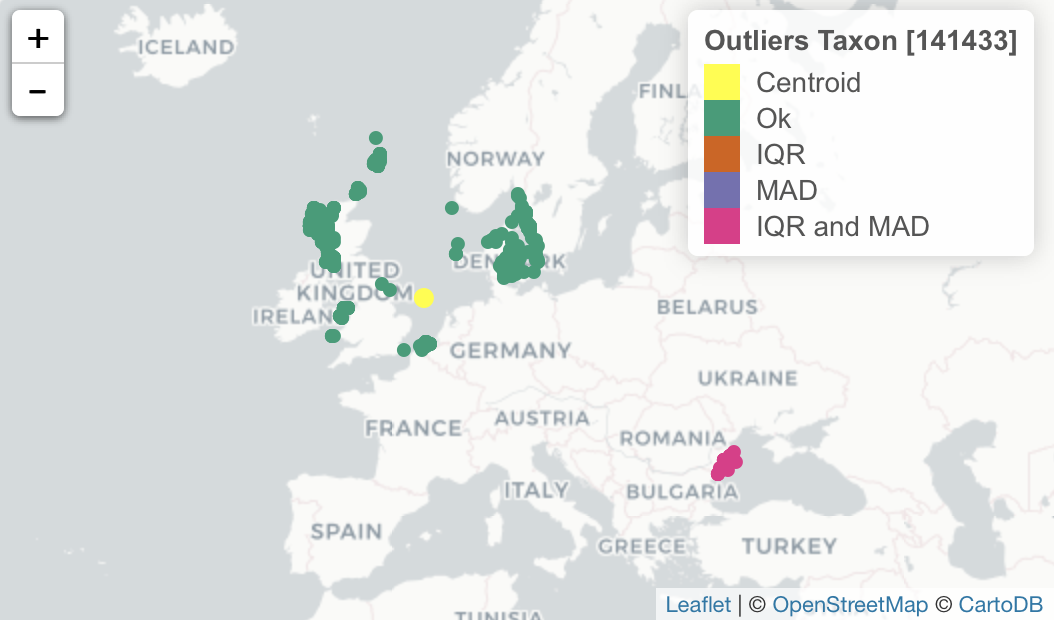 +
−
Outliers Taxon [141433]
Centroid
Ok
IQR
MAD
IQR and MAD
ICELAND
FINLA
NORWAY
DENMARK
UNITED
KINGDOM
IRELAN
BELARUS
GERMANY
UKRAINE
AUSTRIA
FRANCE
ROMANIA
ITALY
BULGARIA
SPAIN
GREECE
TURKEY
TUNISIA
Leaflet | © OpenStreetMap © CartoDB